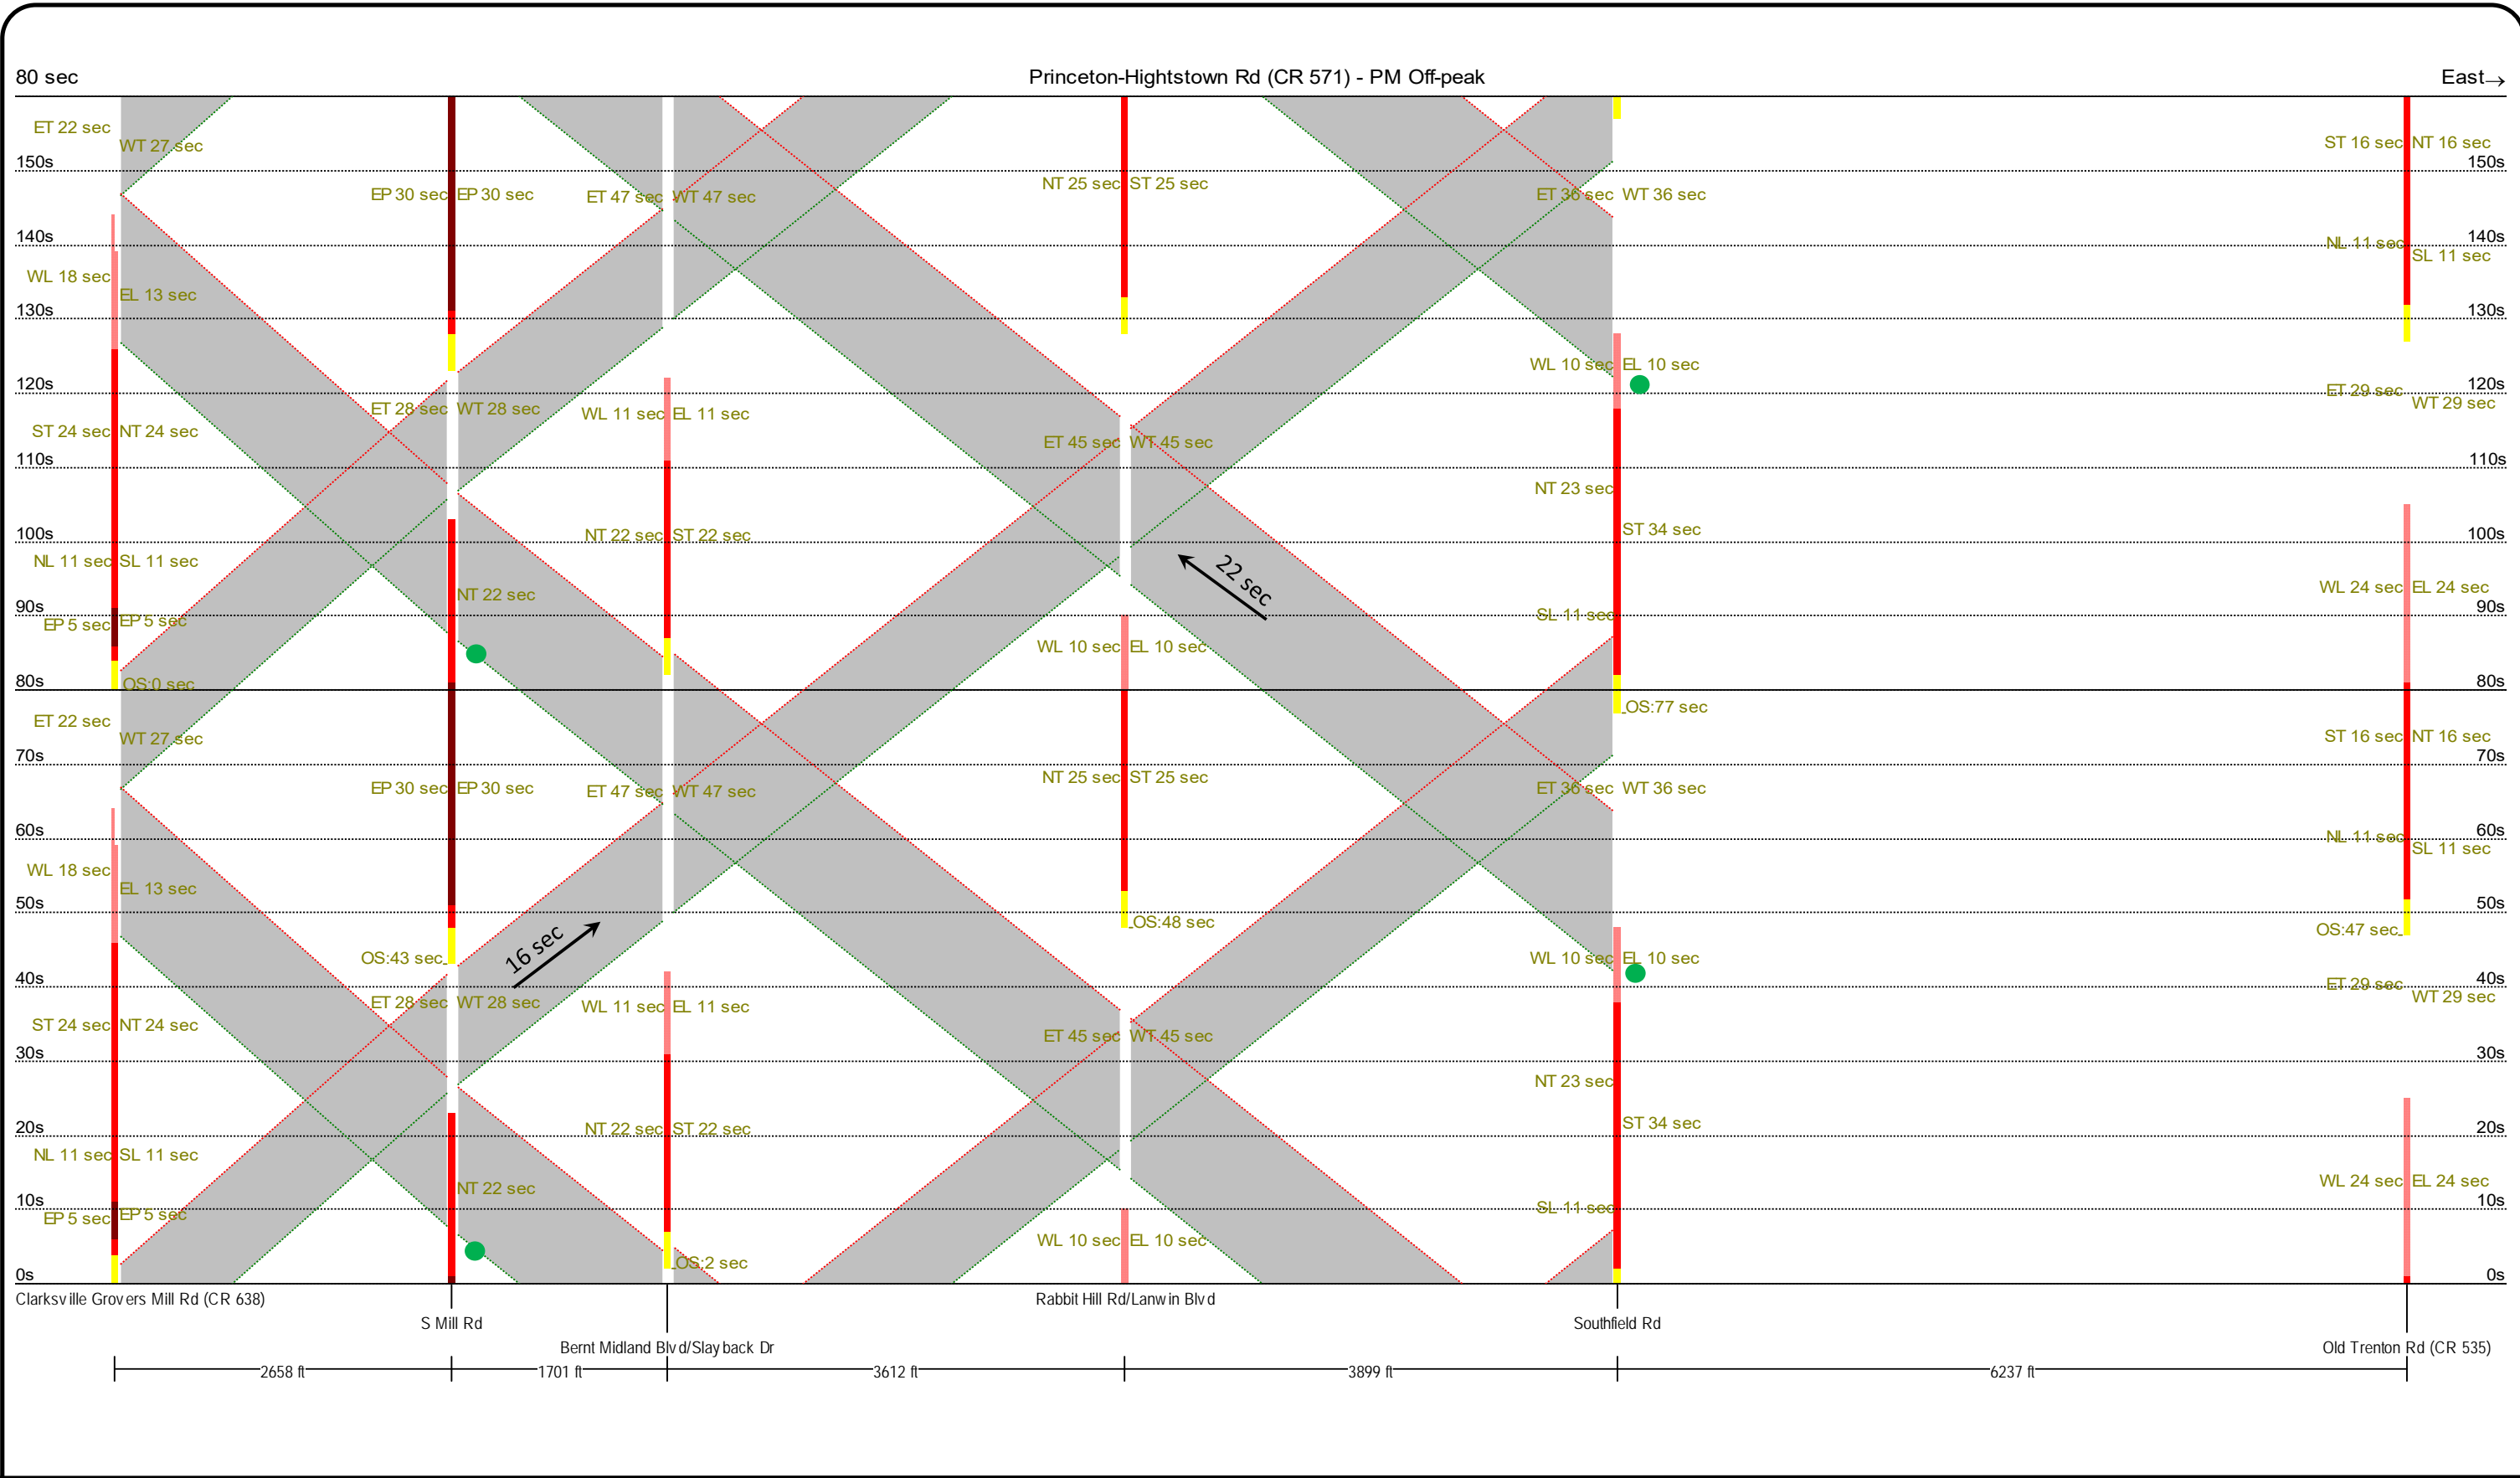 80 sec Princeton-Hightstown Rd (CR 571) - PM Off-peak East→
ET 22 sec
WT 27 sec
ST 16 sec NT 16 sec
150s 150s
NT 25 sec ST 25 sec
EP 30 sec EP 30 sec ET 47 sec WT 47 sec ET 36 sec WT 36 sec
140s 140s
NL 11 sec SL 11 sec
WL 18 sec
EL 13 sec
130s 130s
WL 10 sec EL 10 sec
120s 120s
ET 29 sec WT 29 sec
ET 28 sec WT 28 sec WL 11 sec EL 11 sec
ST 24 sec NT 24 sec ET 45 sec WT 45 sec
110s 110s
NT 23 sec
100s 100s
NT 22 sec ST 22 sec ST 34 sec
22 sec
NL 11 sec SL 11 sec
NT 22 sec WL 24 sec EL 24 sec
90s 90s
EP 5 sec EP 5 sec SL 11 sec
WL 10 sec EL 10 sec
80s 80s
OS:0 sec
OS:77 sec
ET 22 sec
WT 27 sec
ST 16 sec NT 16 sec
70s 70s
NT 25 sec ST 25 sec
EP 30 sec EP 30 sec ET 47 sec WT 47 sec ET 36 sec WT 36 sec
60s 60s
NL 11 sec SL 11 sec
WL 18 sec
EL 13 sec
50s 50s
OS:48 sec OS:47 sec
16 sec
OS:43 sec WL 10 sec EL 10 sec
40s 40s
ET 29 sec WT 29 sec
ET 28 sec WT 28 sec WL 11 sec EL 11 sec
ST 24 sec NT 24 sec ET 45 sec WT 45 sec
30s 30s
NT 23 sec
20s 20s
NT 22 sec ST 22 sec ST 34 sec
NL 11 sec SL 11 sec
NT 22 sec WL 24 sec EL 24 sec
10s 10s
EP 5 sec EP 5 sec SL 11 sec
WL 10 sec EL 10 sec
OS:2 sec
0s 0s
Clarksville Grovers Mill Rd (CR 638) Rabbit Hill Rd/Lanwin Blvd
S Mill Rd Southfield Rd
Bernt Midland Blvd/Slayback Dr Old Trenton Rd (CR 535)
2658 ft 1701 ft 3612 ft 3899 ft 6237 ft